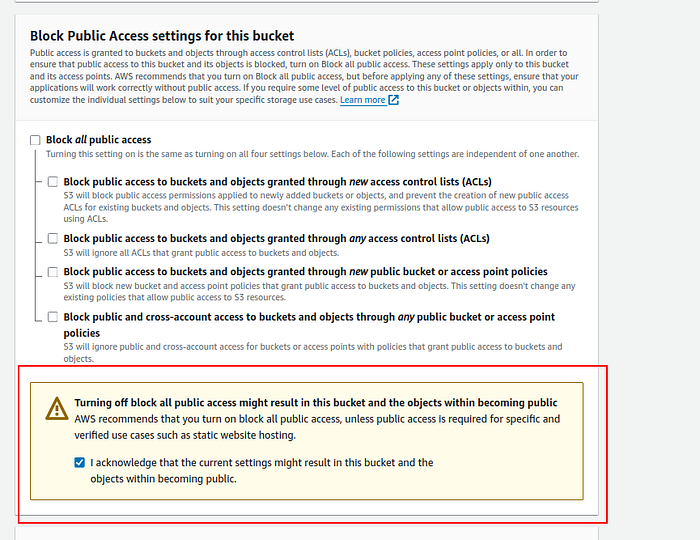 Block Public Access settings for this bucket
Public access is granted to buckets and objects through access control lists (ACLs), bucket policies, access point policies, or all. In order to
ensure that public access to this bucket and its objects is blocked, turn on Block all public access. These settings apply only to this bucket
and its access points. AWS recommends that you turn on Block all public access, but before applying any of these settings, ensure that your
applications will work correctly without public access. If you require some level of public access to this bucket or objects within, you can
customize the individual settings below to suit your specific storage use cases. Learn more
Block all public access
Turning this setting on is the same as turning on all four settings below. Each of the following settings are independent of one another.
Block public access to buckets and objects granted through new access control lists (ACLs)
S3 will block public access permissions applied to newly added buckets or objects, and prevent the creation of new public access
ACLs for existing buckets and objects. This setting doesn't change any existing permissions that allow public access to S3 resources
using ACLs.
Block public access to buckets and objects granted through any access control lists (ACLs)
S3 will ignore all ACLs that grant public access to buckets and objects.
Block public access to buckets and objects granted through new public bucket or access point policies
S3 will block new bucket and access point policies that grant public access to buckets and objects. This setting doesn't change any
existing policies that allow public access to S3 resources.
Block public and cross-account access to buckets and objects through any public bucket or access point
policies
S3 will ignore public and cross-account access for buckets or access points with policies that grant public access to buckets and
objects.
Turning off block all public access might result in this bucket and the objects within becoming public
AWS recommends that you turn on block all public access, unless public access is required for specific and
verified use cases such as static website hosting.
I acknowledge that the current settings might result in this bucket and the
objects within becoming public.